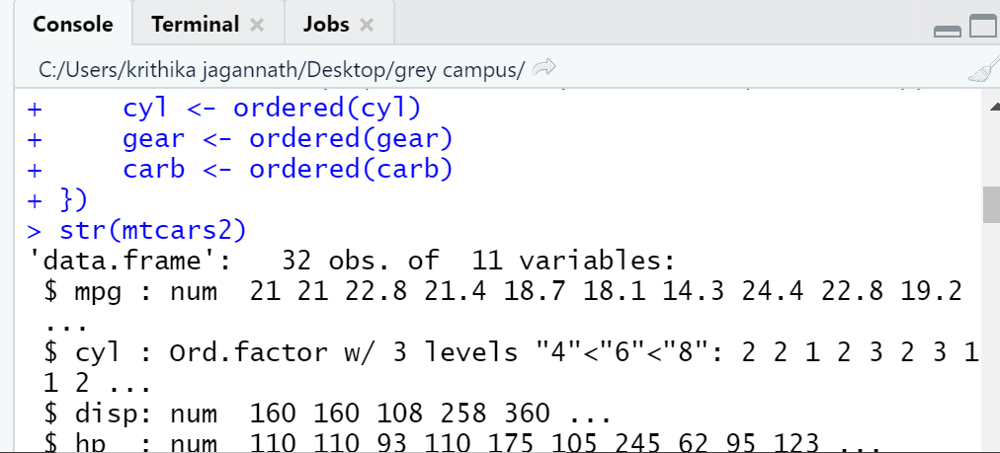 Console Terminal Jobs
C:/Users/krithika jagannath/Desktop/grey campus/
+     cyl <- ordered(cyl)
+     gear <- ordered(gear)
+     carb <- ordered(carb)
+ })
> str(mtcars2)
'data.frame':   32 obs. of  11 variables:
 $ mpg : num  21 21 22.8 21.4 18.7 18.1 14.3 24.4 22.8 19.2
 ...
 $ cyl : Ord.factor w/ 3 levels "4"<"6"<"8": 2 2 1 2 3 2 3 1
 1 2 ...
 $ disp: num  160 160 108 258 360 ...
 $ hp  : num  110 110 93 110 175 105 245 62 95 123 ...